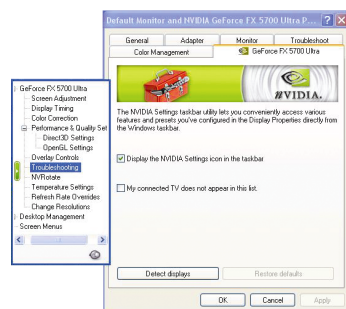 Default Monitor and NVIDIA GeForce FX 5700 Ultra P...
General
Adapter
Monitor
Troubleshoot
Color Management
GeForce FX 5700 Ultra
NVIDIA.
The NVIDIA Settings taskbar utility lets you conveniently access various
features and presets you've configured in the Display Properties directly from
the Windows taskbar.
Display the NVIDIA Settings icon in the taskbar
My connected TV does not appear in this list.
Detect displays
Restore defaults
OK
Cancel
Apply
GeForce FX 5700 Ultra
Screen Adjustment
Display Timing
Color Correction
Performance & Quality Set
Direct3D Settings
OpenGL Settings
Overlay Controls
Troubleshooting
NVRotate
Temperature Settings
Refresh Rate Overrides
Change Resolutions
Desktop Management
Screen Menus